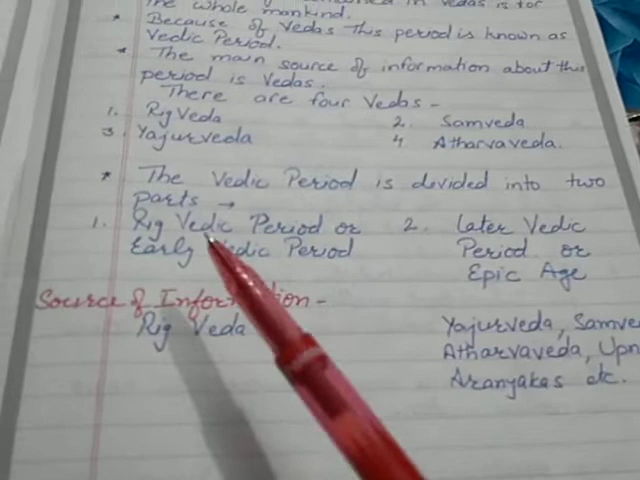 the whole mankind.
* Because of Vedas this period is known as
Vedic Period.
* The main source of information about this
period is Vedas.
There are four Vedas -
1. Rig Veda 2. Samveda
3. Yajurveda 4 Atharvaveda.
* The Vedic Period is divided into two
parts →
1. Rig Vedic Period or 2. Later Vedic
Early Vedic Period Period or
Epic Age
Source of Information -
Rig Veda Yajurveda, Samve
Atharvaveda, Upn
Aranyakas etc.